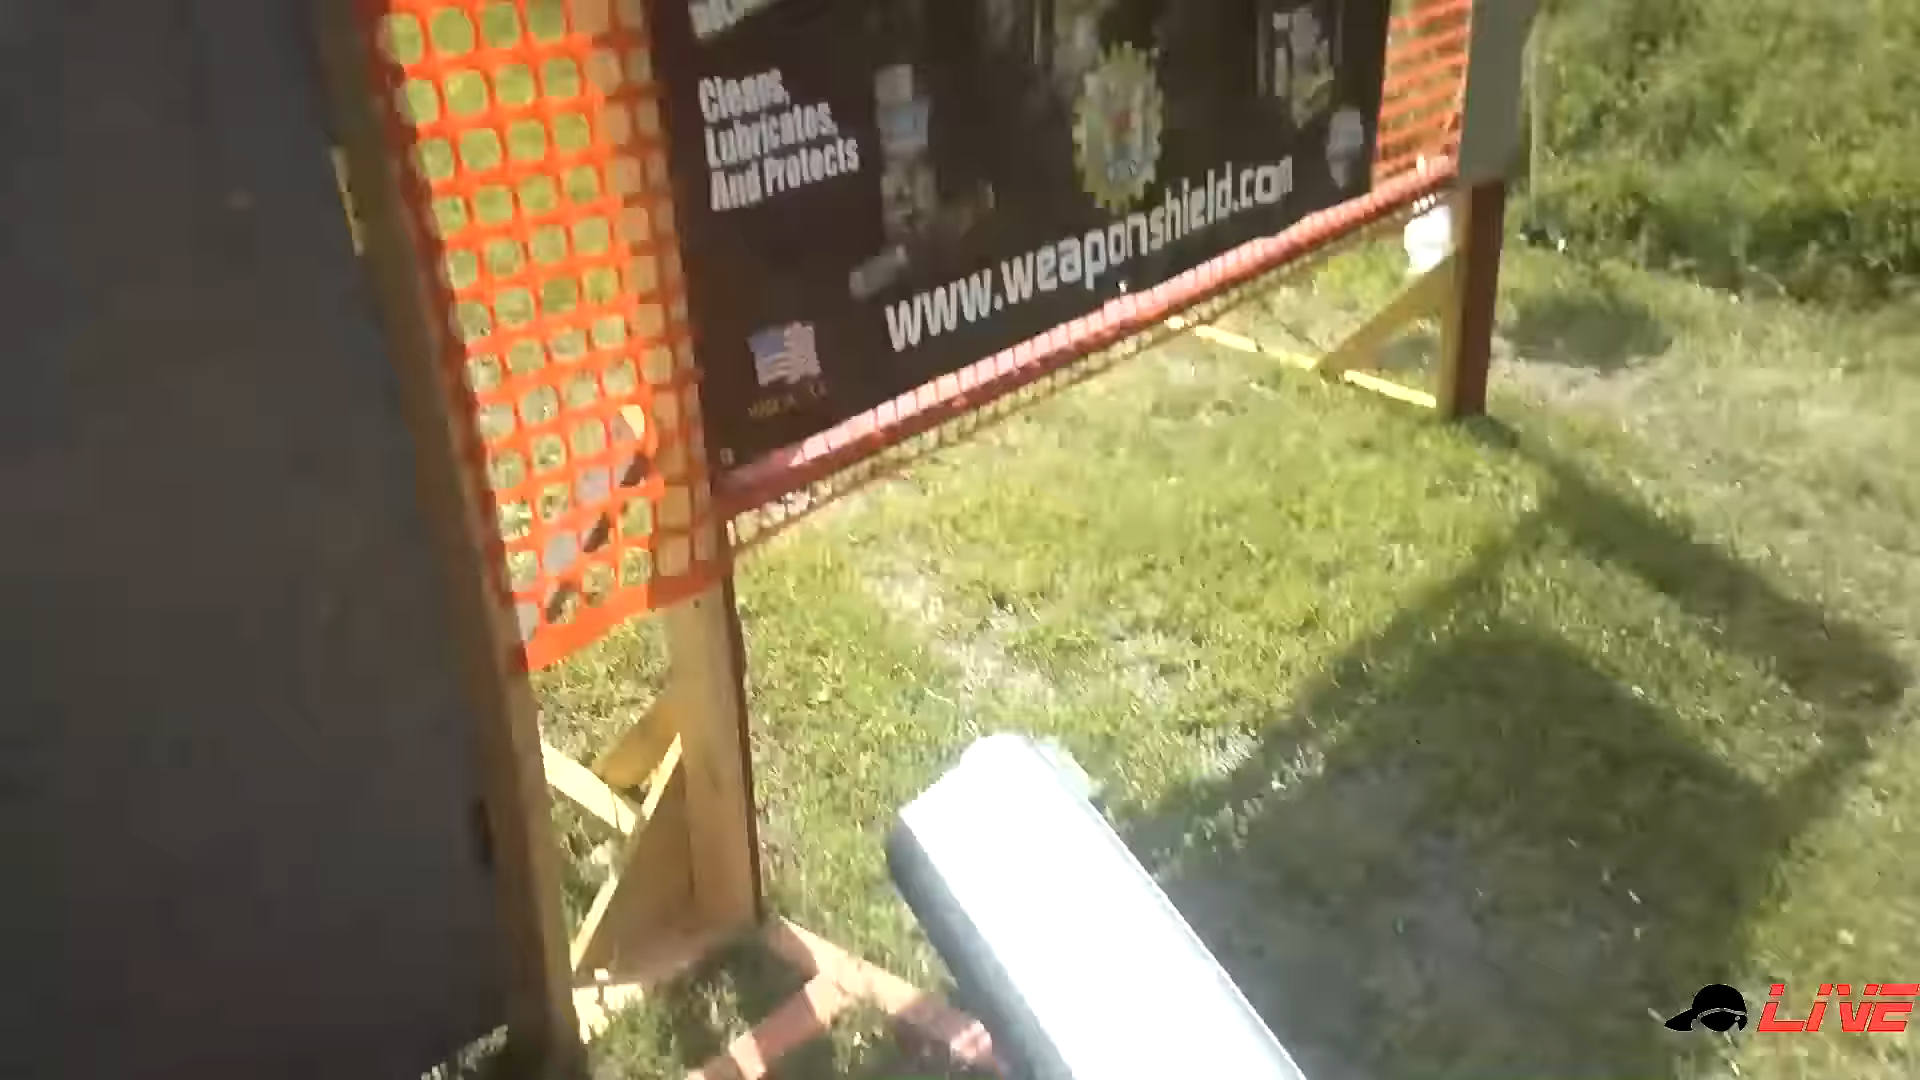 Cleans,
Lubricates,
And Protects
www.weaponshield.com
LIVE